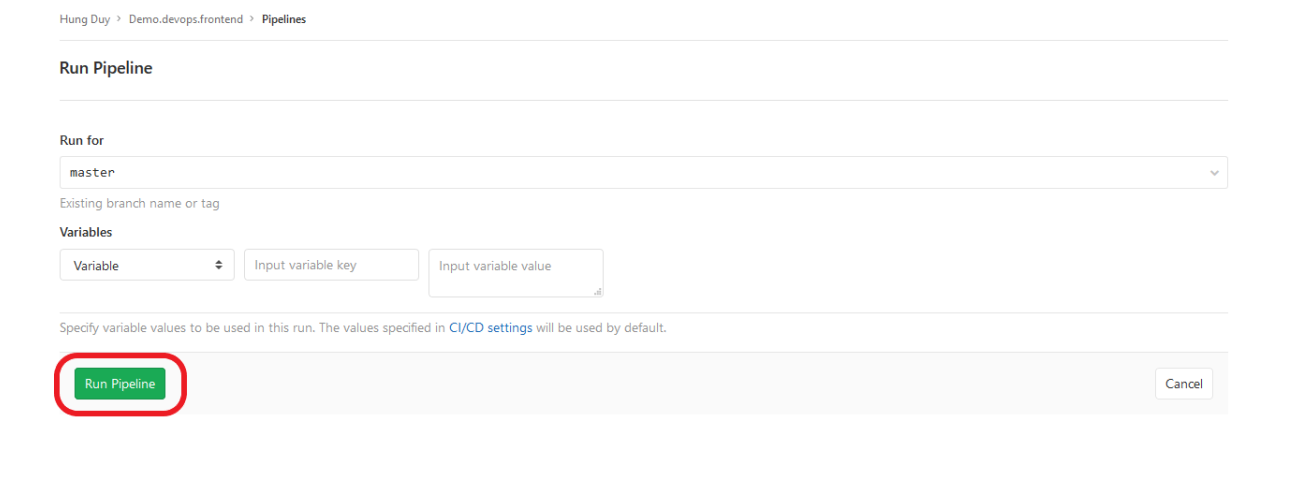 Hung Duy > Demo.devops.frontend > Pipelines
Run Pipeline
Run for
master
Existing branch name or tag
Variables
Variable Input variable key Input variable value
Specify variable values to be used in this run. The values specified in CI/CD settings will be used by default.
Run Pipeline Cancel